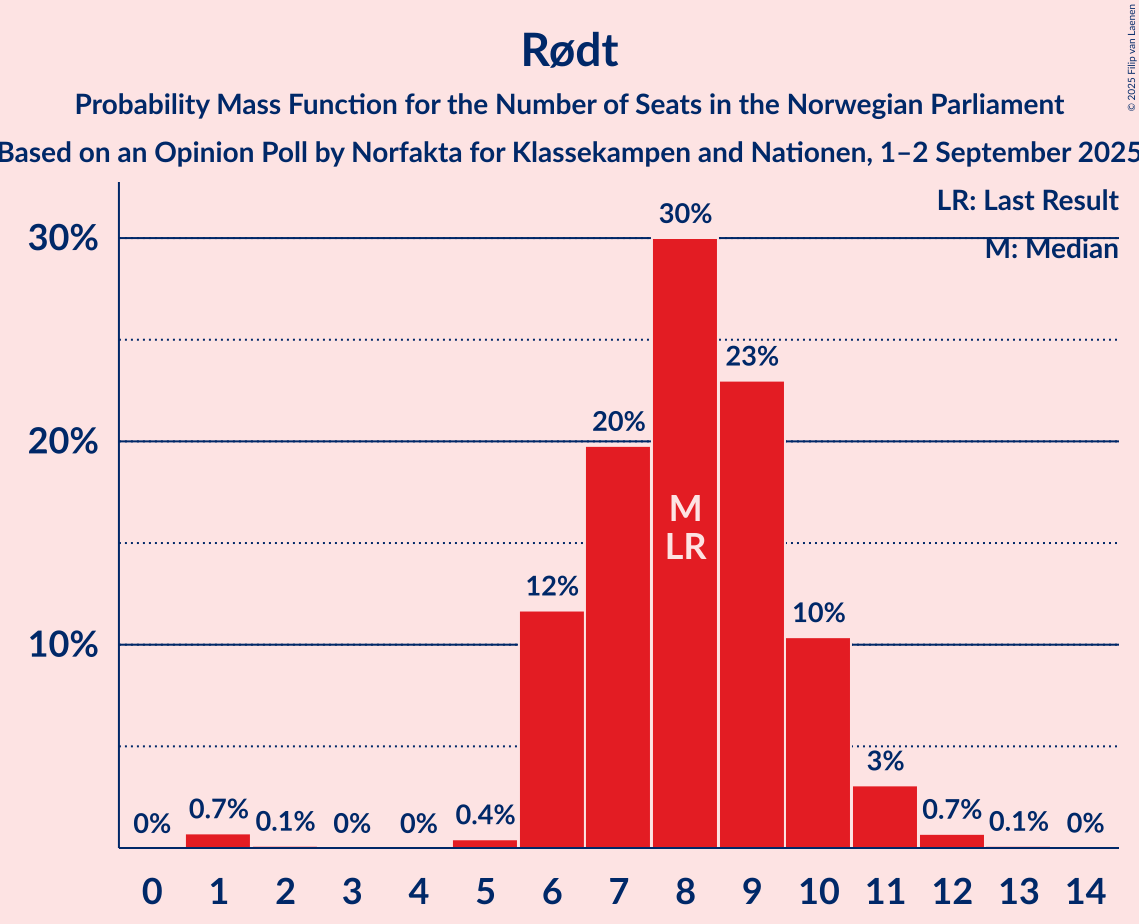 Rødt
Probability Mass Function for the Number of Seats in the Norwegian Parliament
Based on an Opinion Poll by Norfakta for Klassekampen and Nationen, 1–2 September 2025
© 2025 Filip van Laenen
LR: Last Result
M: Median
30%
20%
10%
0%
0.7%
0.1%
0%
0%
0.4%
12%
20%
30%
23%
10%
3%
0.7%
0.1%
0%
M
LR
0 1 2 3 4 5 6 7 8 9 10 11 12 13 14